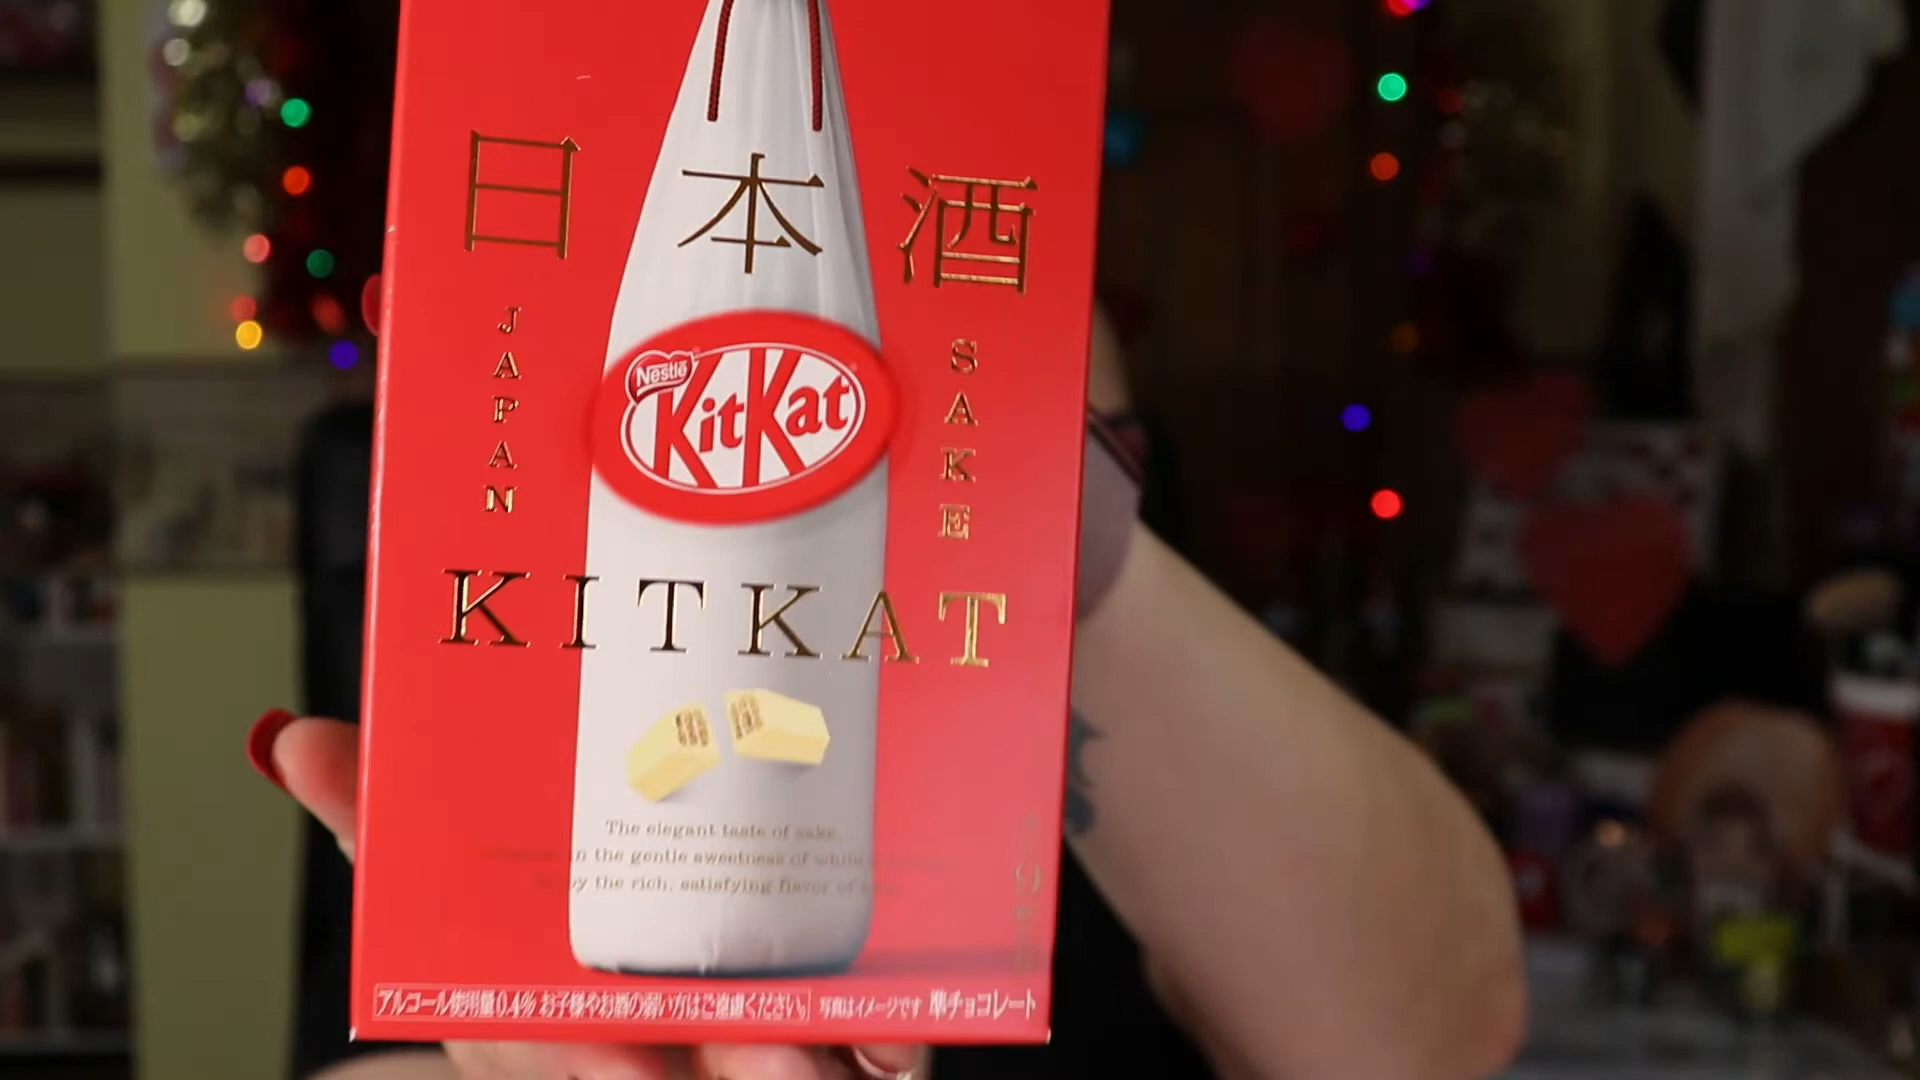 日本酒
JAPAN
SAKE
Nestlé
KitKat
KITKAT
The elegant taste of sake,
in the gentle sweetness of white
the rich, satisfying flavor of
アルコール使用量0.4% お子様やお酒の弱い方はご遠慮ください。 写真はイメージです 準チョコレート